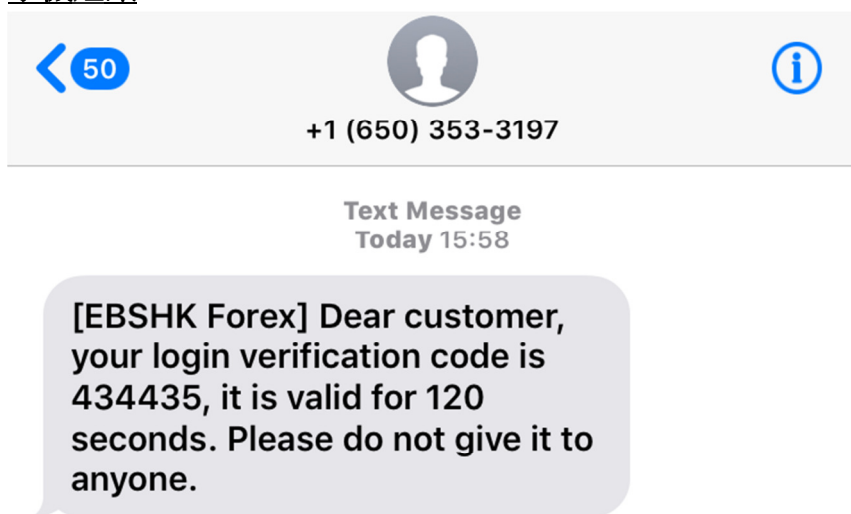 50
+1 (650) 353-3197
Text Message
Today 15:58
[EBSHK Forex] Dear customer,
your login verification code is
434435, it is valid for 120
seconds. Please do not give it to
anyone.